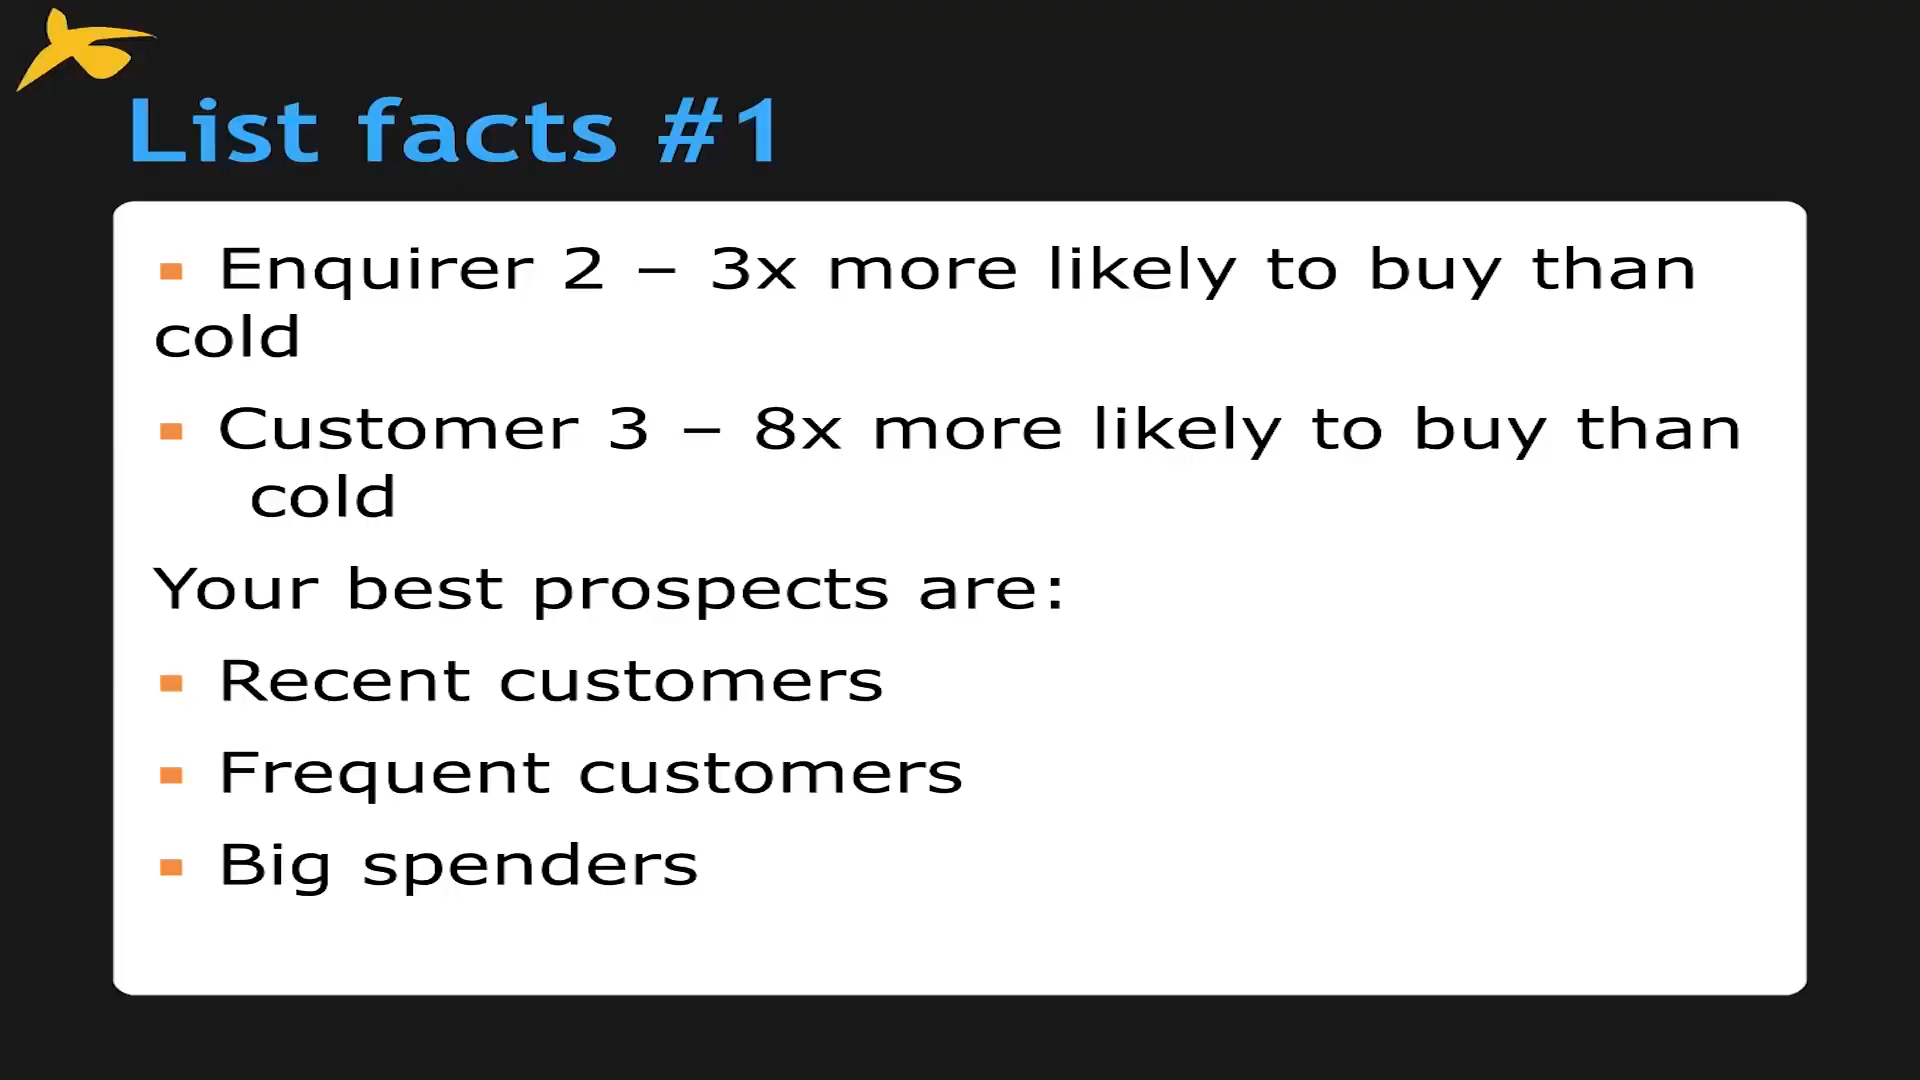 List facts #1
▪ Enquirer 2 – 3x more likely to buy than
cold
▪ Customer 3 – 8x more likely to buy than
cold
Your best prospects are:
▪ Recent customers
▪ Frequent customers
▪ Big spenders